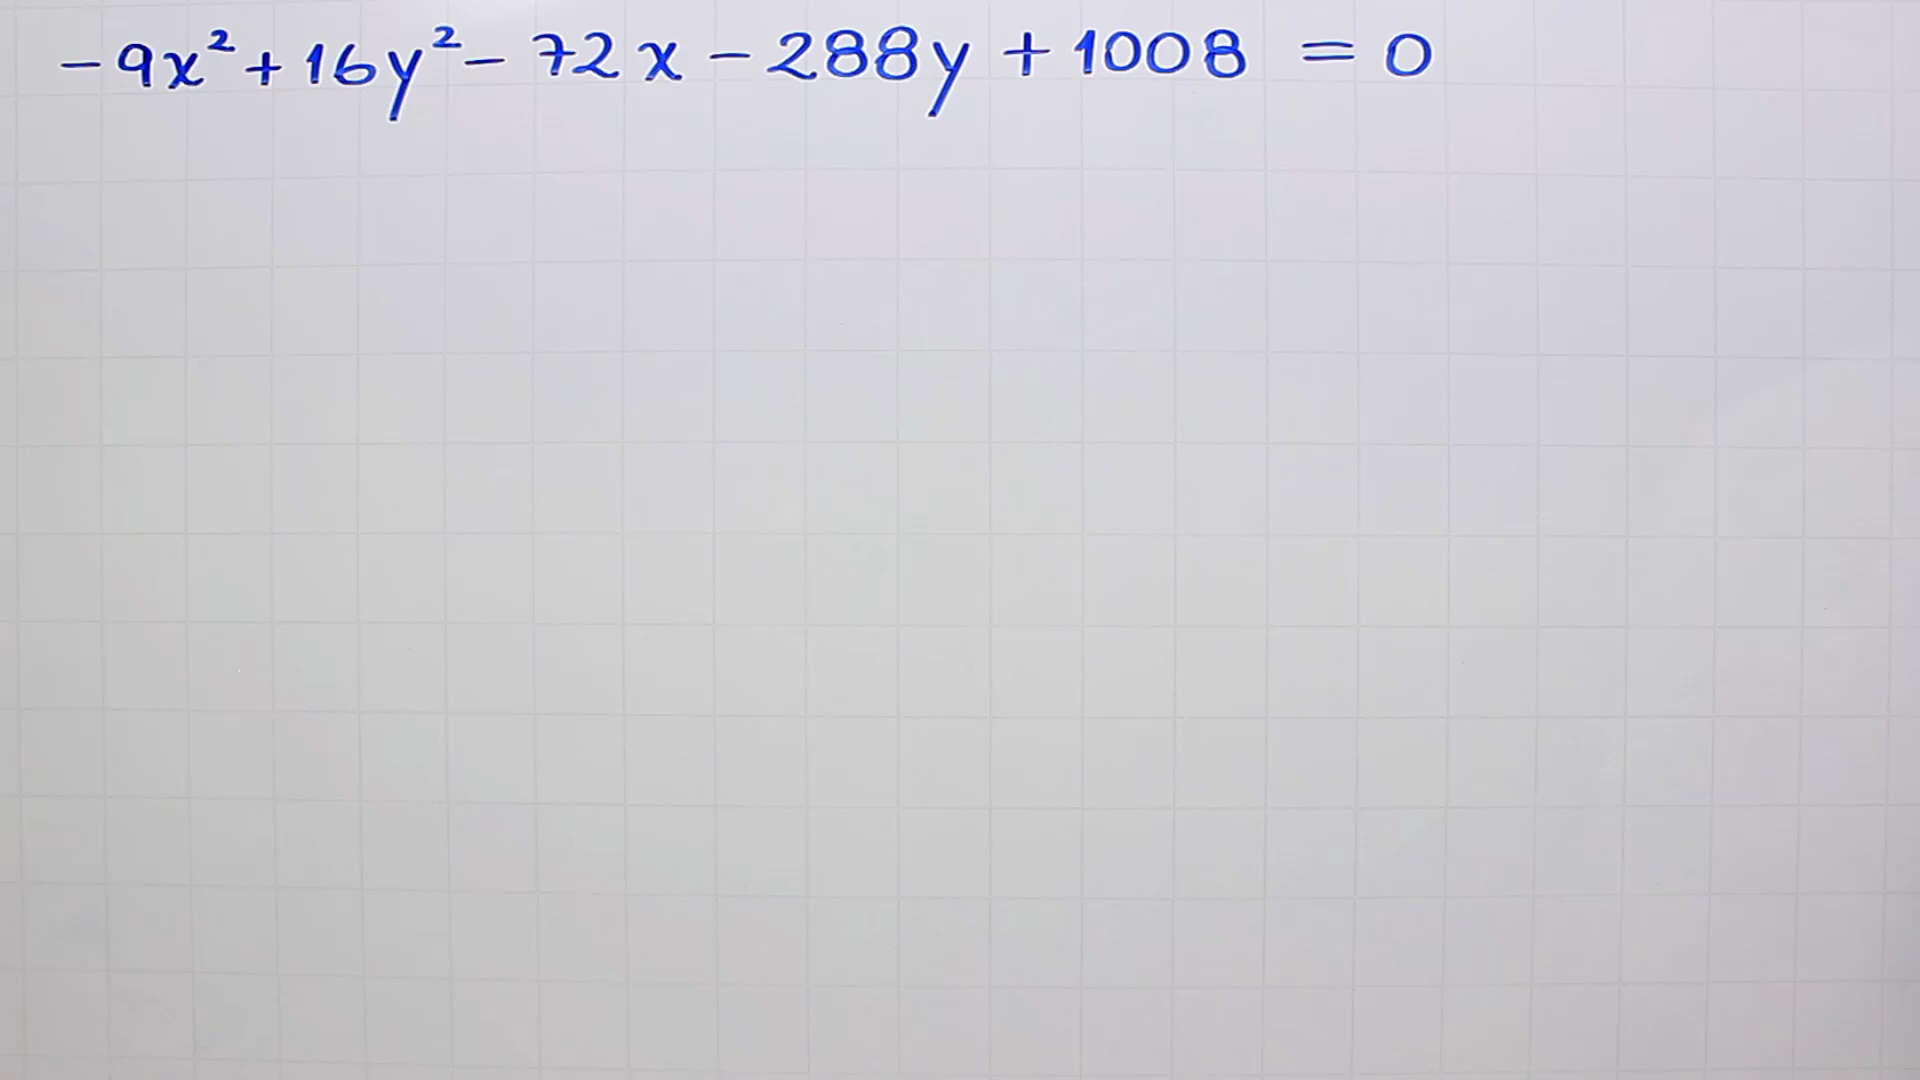 -9x² + 16y² - 72x - 288y + 1008 = 0